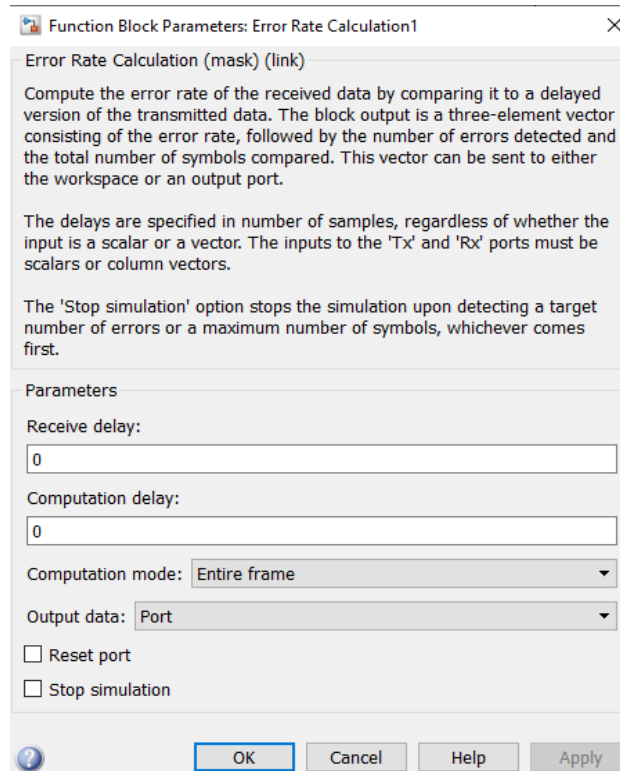 Function Block Parameters: Error Rate Calculation1
Error Rate Calculation (mask) (link)
Compute the error rate of the received data by comparing it to a delayed
version of the transmitted data. The block output is a three-element vector
consisting of the error rate, followed by the number of errors detected and
the total number of symbols compared. This vector can be sent to either
the workspace or an output port.
The delays are specified in number of samples, regardless of whether the
input is a scalar or a vector. The inputs to the 'Tx' and 'Rx' ports must be
scalars or column vectors.
The 'Stop simulation' option stops the simulation upon detecting a target
number of errors or a maximum number of symbols, whichever comes
first.
Parameters
Receive delay:
0
Computation delay:
0
Computation mode: Entire frame
Output data: Port
Reset port
Stop simulation
OK Cancel Help Apply